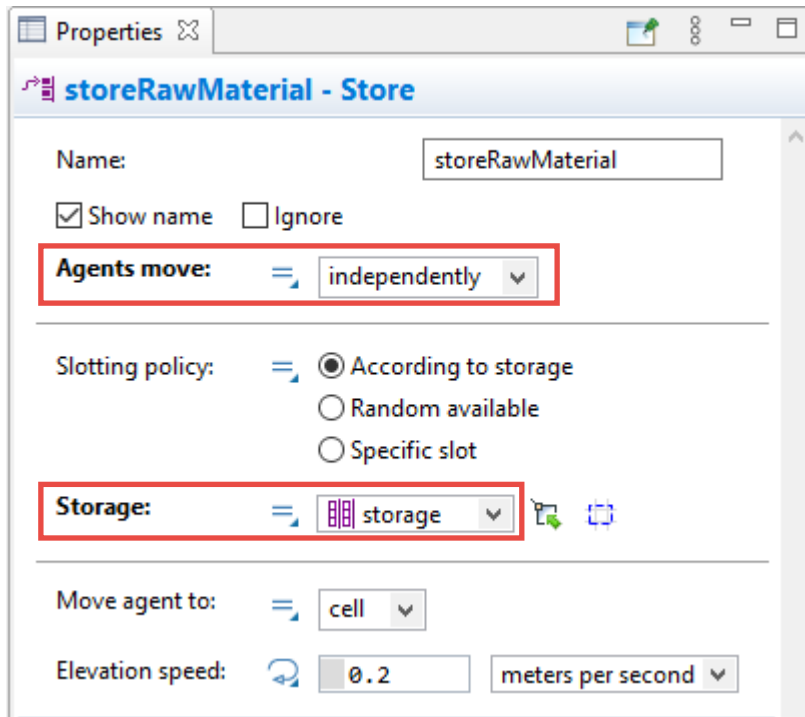 Properties
storeRawMaterial - Store
Name: storeRawMaterial
Show name Ignore
Agents move: independently
Slotting policy: According to storage
Random available
Specific slot
Storage: storage
Move agent to: cell
Elevation speed: 0.2 meters per second